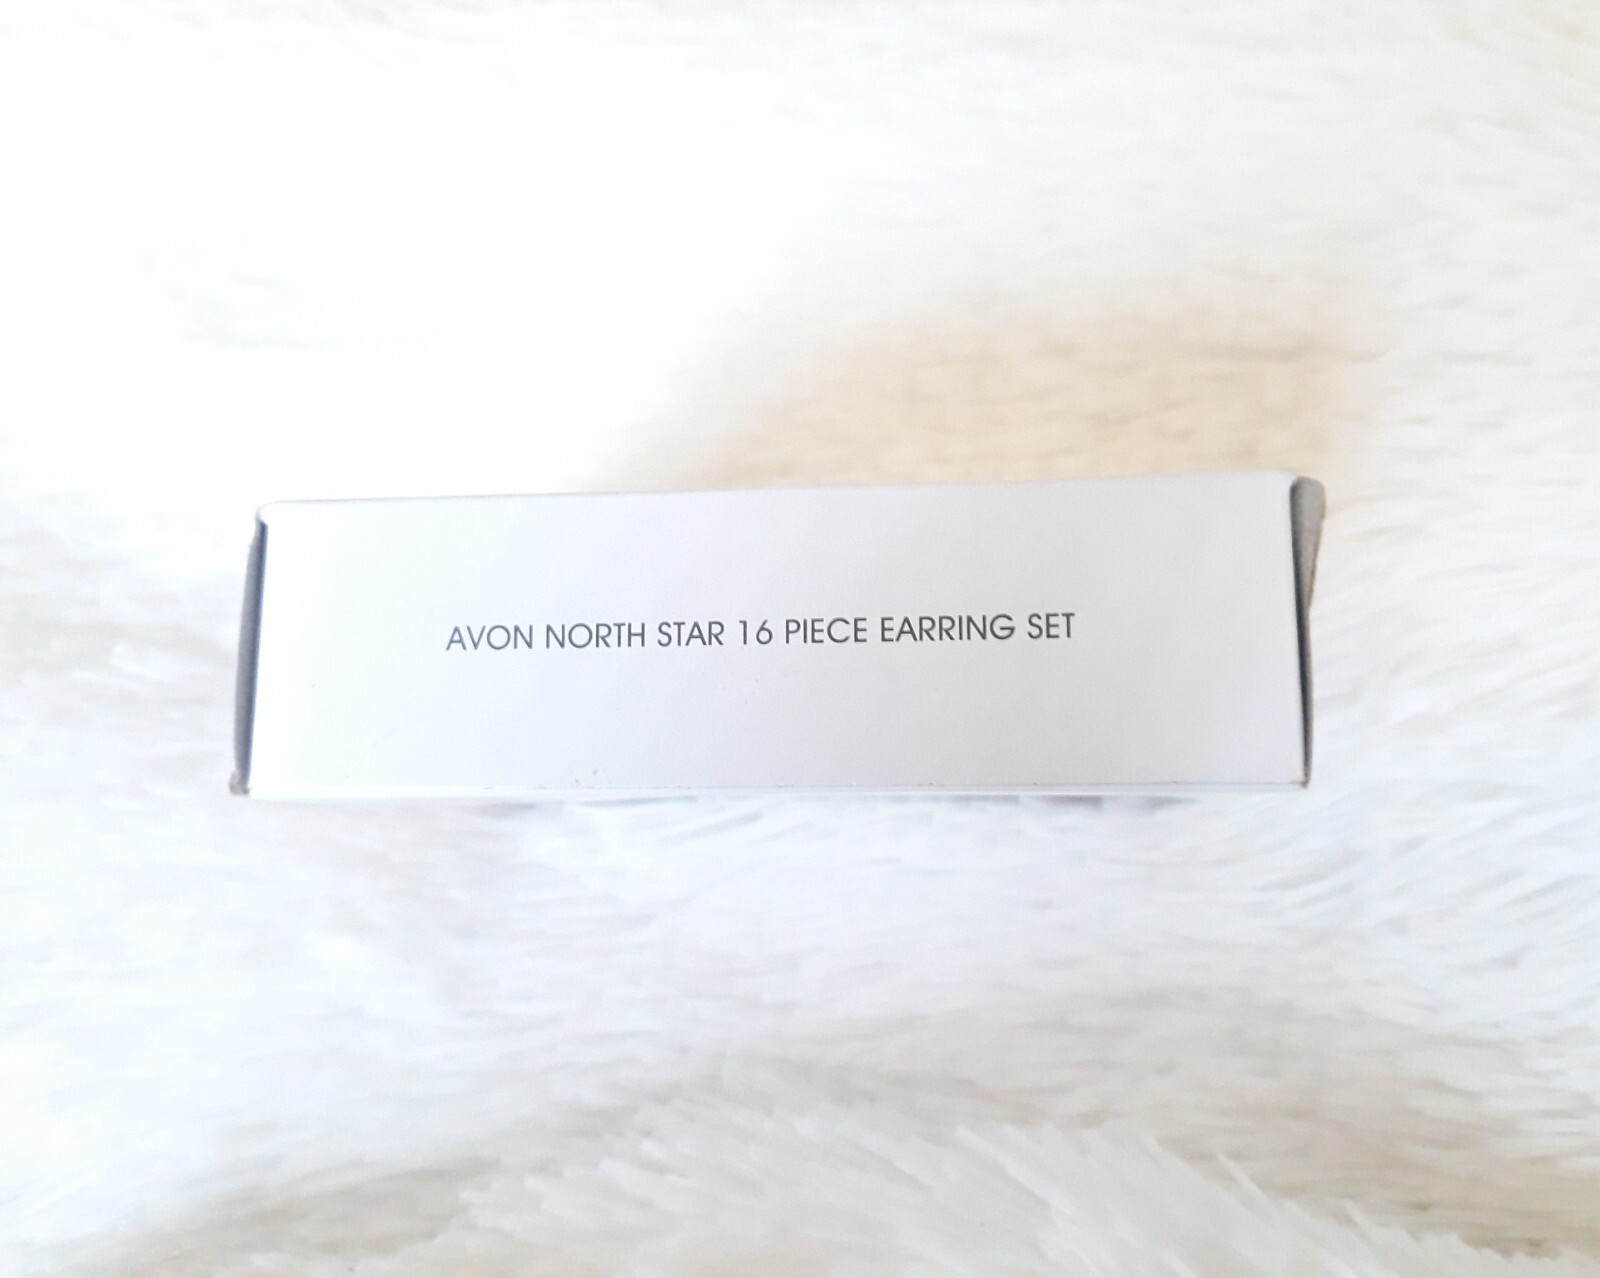 AVON NORTH STAR 16 PIECE EARRING SET